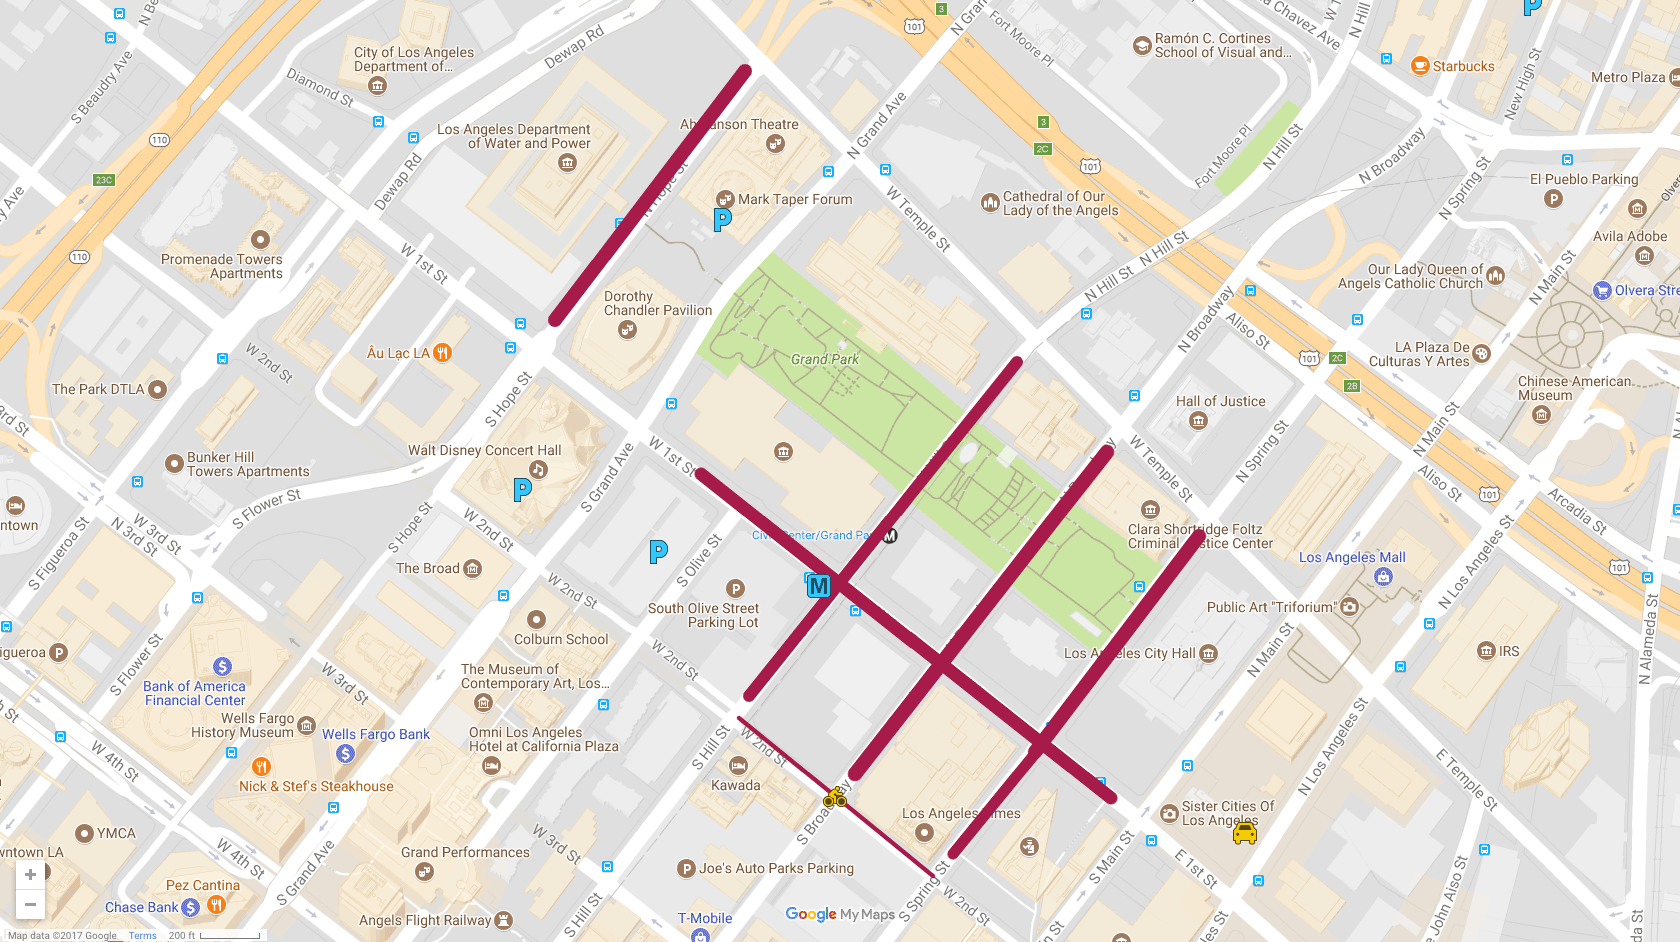 City of Los Angeles
Department of...
Dewap Rd
Diamond St
S Beaudry Ave
110
23C
Los Angeles Department
of Water and Power
Ahmanson Theatre
Mark Taper Forum
P
N Hope St
N Grand Ave
101
3
Fort Moore Pl
Ramón C. Cortines
School of Visual and...
Starbucks
Metro Plaza
New High St
N Hill St
P
3
2C
101
Fort Moore Pl
N Hill St
N Broadway
N Spring St
El Pueblo Parking
P
Avila Adobe
Olvera Stre
Cathedral of Our
Lady of the Angels
W Temple St
Dewap Rd
W 1st St
110
Promenade Towers
Apartments
Dorothy
Chandler Pavilion
Âu Lạc LA
W 2nd St
The Park DTLA
Grand Park
N Hill St
N Hill St
N Broadway
Aliso St
101
2C
2B
Our Lady Queen of
Angels Catholic Church
N Main St
LA Plaza De
Culturas Y Artes
Chinese American
Museum
Hall of Justice
S Hope St
Walt Disney Concert Hall
P
Bunker Hill
Towers Apartments
S Flower St
S Grand Ave
W 1st St
W Temple St
N Spring St
N Main St
Aliso St
101
Arcadia St
Clara Shortridge Foltz
Criminal Justice Center
Los Angeles Mall
N Los Angeles St
101
Civic Center/Grand Park
M
M
P
S Olive St
South Olive Street
Parking Lot
P
The Broad
S Hope St
W 2nd St
W 2nd St
Colburn School
W 3rd St
N 3rd St
S Figueroa St
Public Art "Triforium"
Los Angeles City Hall
N Main St
IRS
N Alameda St
W 2nd St
The Museum of
Contemporary Art, Los...
Bank of America
Financial Center
S Flower St
W 3rd St
Wells Fargo
History Museum
Wells Fargo Bank
Omni Los Angeles
Hotel at California Plaza
S Hill St
W 2nd St
Kawada
S Broadway
Los Angeles Times
Sister Cities Of
Los Angeles
N Los Angeles St
E Temple St
W 4th St
Nick & Stef's Steakhouse
YMCA
W 4th St
Grand Performances
W 3rd St
Joe's Auto Parks Parking
P
S Main St
E 1st St
Pez Cantina
Chase Bank
S Grand Ave
Angels Flight Railway
S Hill St
T-Mobile
Google My Maps
S Spring St
W 2nd St
Map data ©2017 Google Terms 200 ft